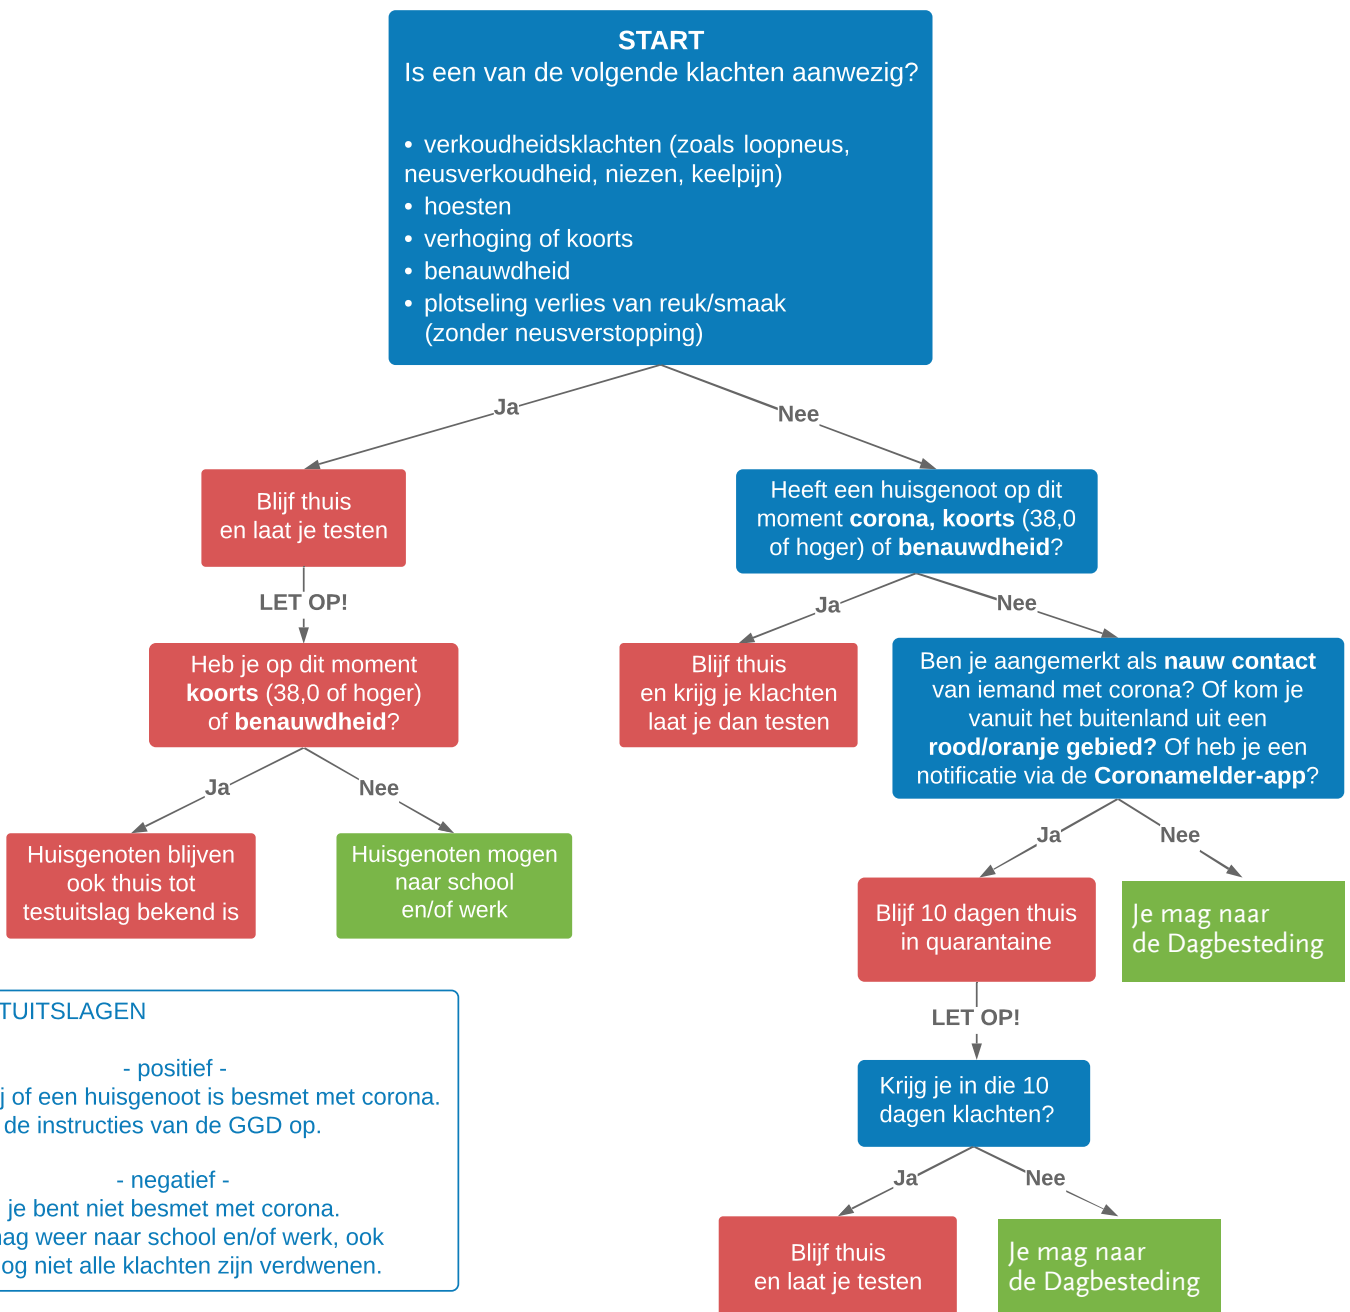 START
Is een van de volgende klachten aanwezig?
• verkoudheidsklachten (zoals loopneus,
neusverkoudheid, niezen, keelpijn)
• hoesten
• verhoging of koorts
• benauwdheid
• plotseling verlies van reuk/smaak
(zonder neusverstopping)
Ja
Nee
Blijf thuis
en laat je testen
Heeft een huisgenoot op dit
moment corona, koorts (38,0
of hoger) of benauwdheid?
LET OP!
Ja
Nee
Heb je op dit moment
koorts (38,0 of hoger)
of benauwdheid?
Blijf thuis
en krijg je klachten
laat je dan testen
Ben je aangemerkt als nauw contact
van iemand met corona? Of kom je
vanuit het buitenland uit een
rood/oranje gebied? Of heb je een
notificatie via de Coronamelder-app?
Ja
Nee
Ja
Nee
Huisgenoten blijven
ook thuis tot
testuitslag bekend is
Huisgenoten mogen
naar school
en/of werk
Blijf 10 dagen thuis
in quarantaine
Je mag naar
de Dagbesteding
LET OP!
Krijg je in die 10
dagen klachten?
Ja
Nee
Blijf thuis
en laat je testen
Je mag naar
de Dagbesteding
TUITSLAGEN
- positief -
j of een huisgenoot is besmet met corona.
de instructies van de GGD op.
- negatief -
je bent niet besmet met corona.
ag weer naar school en/of werk, ook
og niet alle klachten zijn verdwenen.